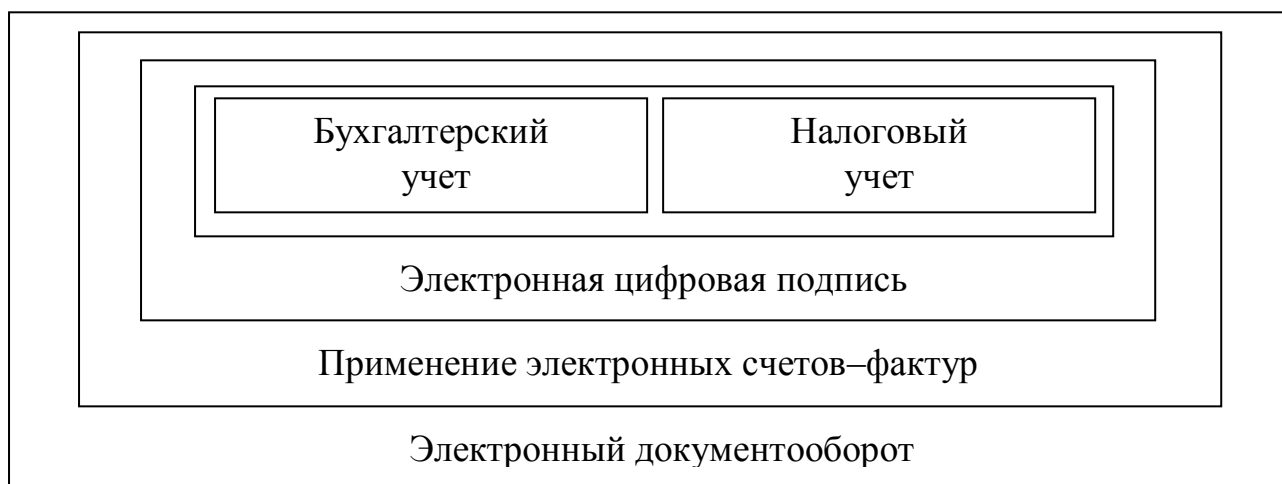 Бухгалтерский
учет
Налоговый
учет
Электронная цифровая подпись
Применение электронных счетов–фактур
Электронный документооборот